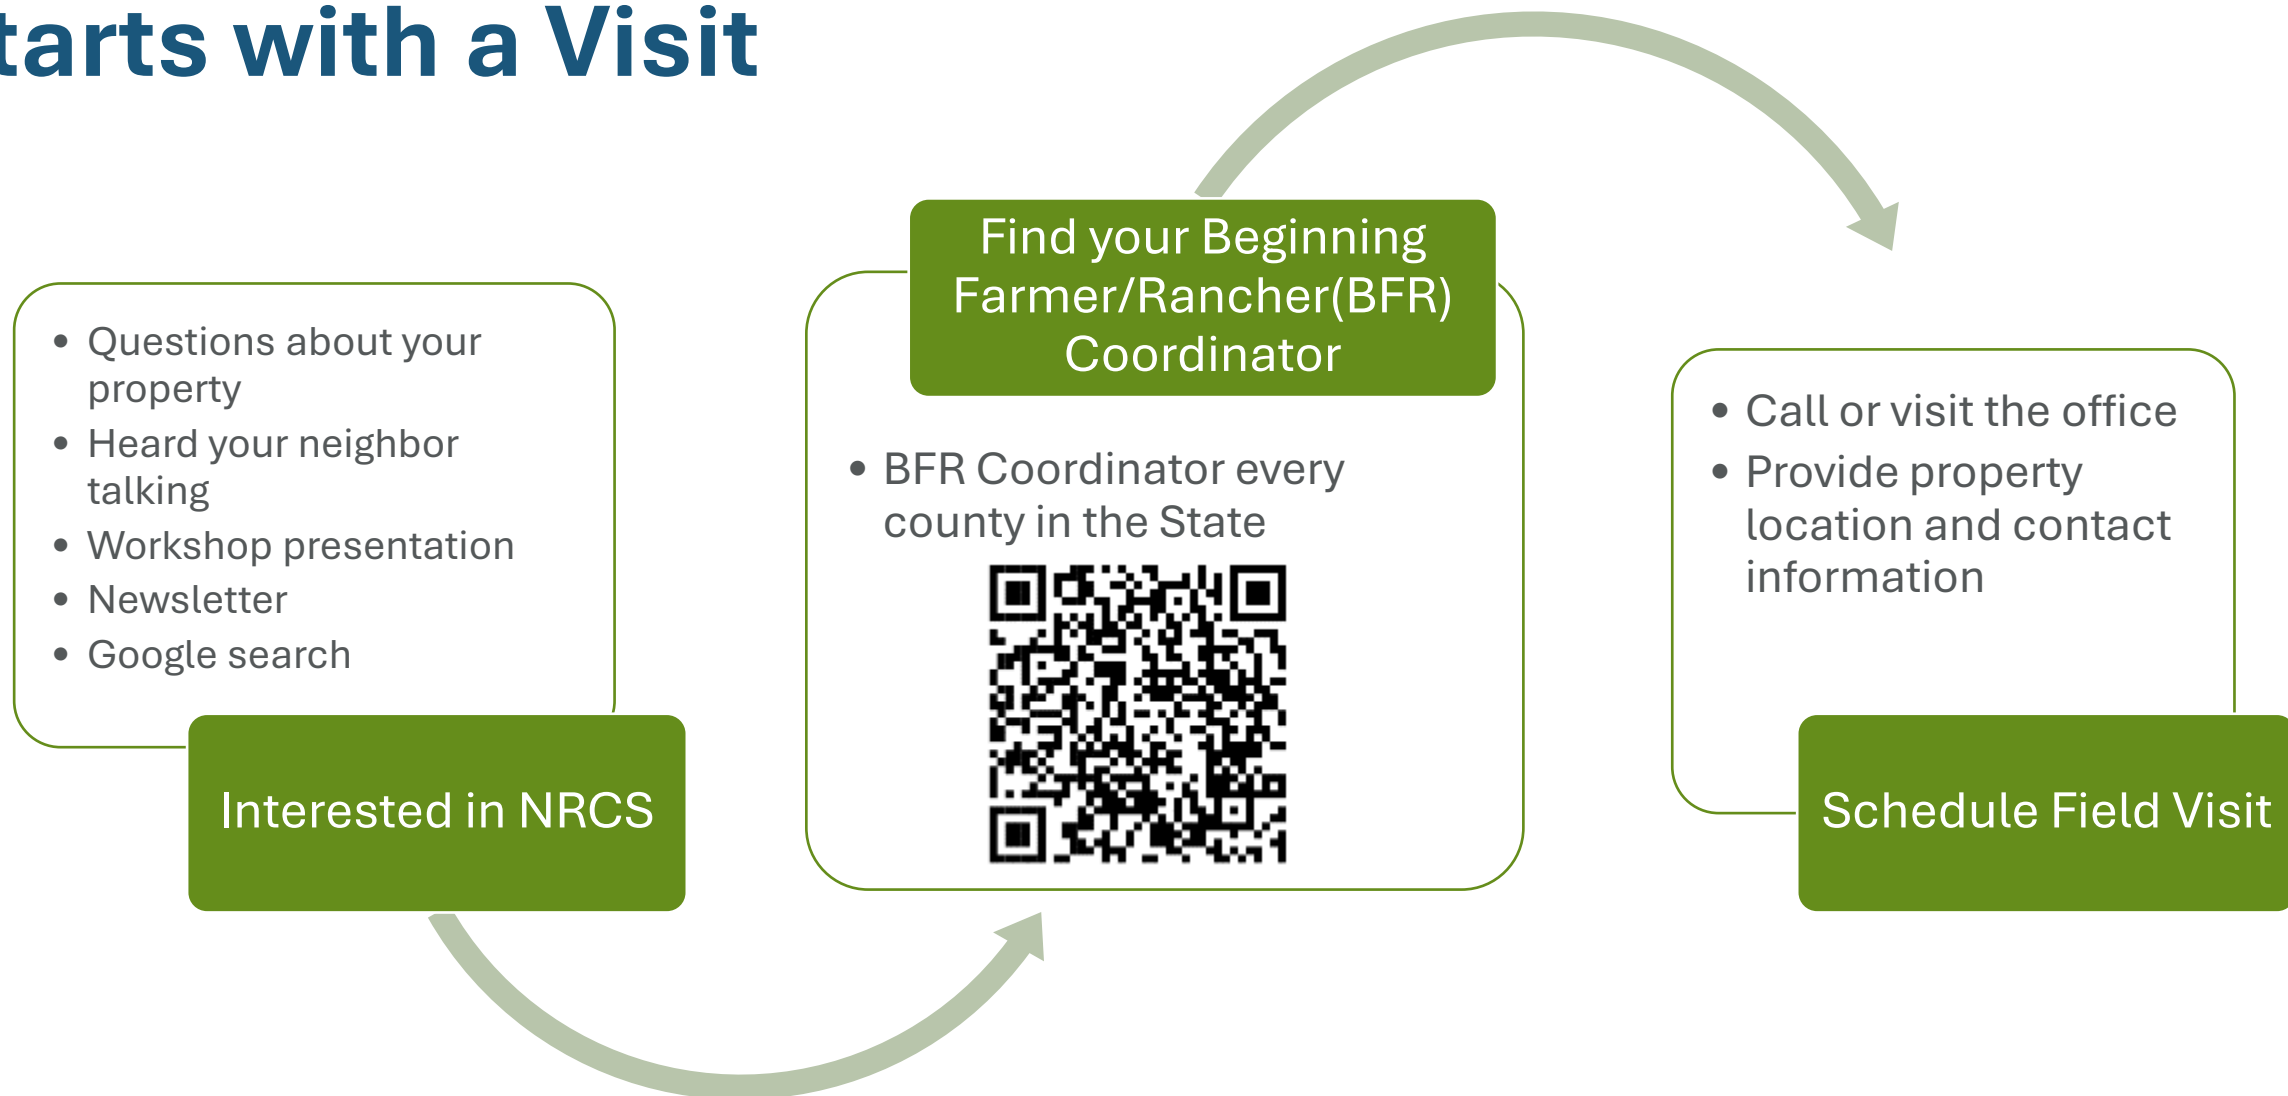 tarts with a Visit
• Questions about your
property
• Heard your neighbor
talking
• Workshop presentation
• Newsletter
• Google search
Interested in NRCS
Find your Beginning
Farmer/Rancher(BFR)
Coordinator
• BFR Coordinator every
county in the State
• Call or visit the office
• Provide property
location and contact
information
Schedule Field Visit